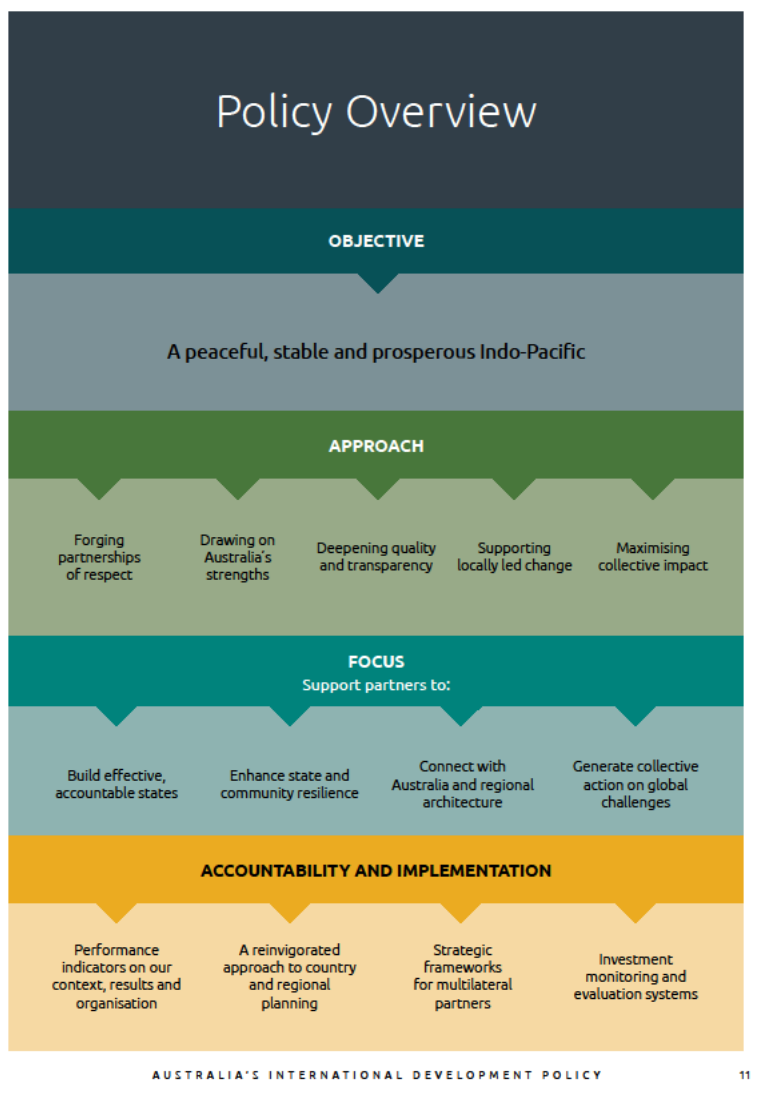 Policy Overview
OBJECTIVE
A peaceful, stable and prosperous Indo-Pacific
APPROACH
Forging
partnerships
of respect
Drawing on
Australia's
strengths
Deepening quality
and transparency
Supporting
locally led change
Maximising
collective impact
FOCUS
Support partners to:
Build effective,
accountable states
Enhance state and
community resilience
Connect with
Australia and regional
architecture
Generate collective
action on global
challenges
ACCOUNTABILITY AND IMPLEMENTATION
Performance
indicators on our
context, results and
organisation
A reinvigorated
approach to country
and regional
planning
Strategic
frameworks
for multilateral
partners
Investment
monitoring and
evaluation systems
AUSTRALIA'S INTERNATIONAL DEVELOPMENT POLICY
11